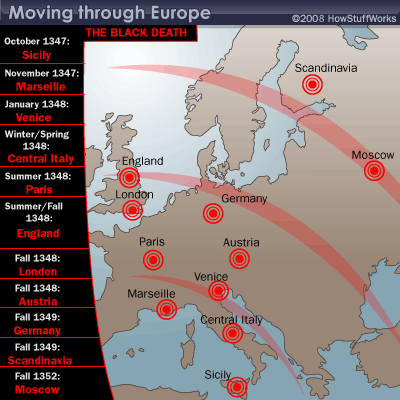 Moving through Europe
©2008 HowStuffWorks
THE BLACK DEATH
October 1347:
Sicily
November 1347:
Marseille
January 1348:
Venice
Winter/Spring
1348:
Central Italy
Summer 1348:
Paris
Summer/Fall
1348:
England
Fall 1348:
London
Fall 1348:
Austria
Fall 1349:
Germany
Fall 1349:
Scandinavia
Fall 1352:
Moscow
Scandinavia
Moscow
England
London
Germany
Paris
Austria
Venice
Marseille
Central Italy
Sicily